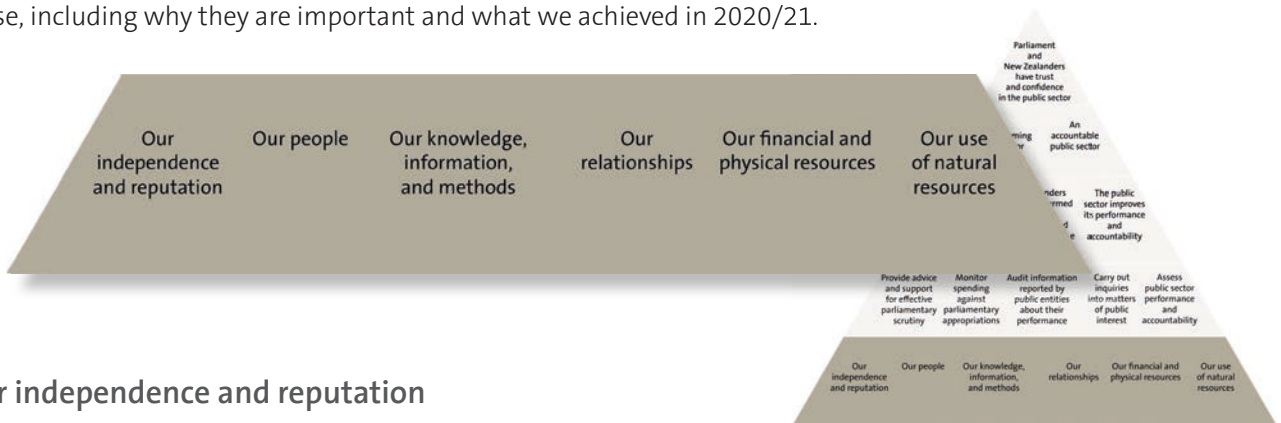 se, including why they are important and what we achieved in 2020/21.
Our
independence
and reputation
Our people
Our knowledge,
information,
and methods
Our
relationships
Our financial and
physical resources
Our use
of natural
resources
Parliament
and
New Zealanders
have trust
and confidence
in the public sector
ming
or
An
accountable
public sector
nders
rmed
d
e
The public
sector improves
its performance
and
accountability
Provide advice
and support
for effective
parliamentary
scrutiny
Monitor
spending
against
parliamentary
appropriations
Audit information
reported by
public entities
about their
performance
Carry out
inquiries
into matters
of public
interest
Assess
public sector
performance
and
accountability
Our
independence
and reputation
Our people
Our knowledge,
information,
and methods
Our
relationships
Our financial and
physical resources
Our use
of natural
resources
r independence and reputation